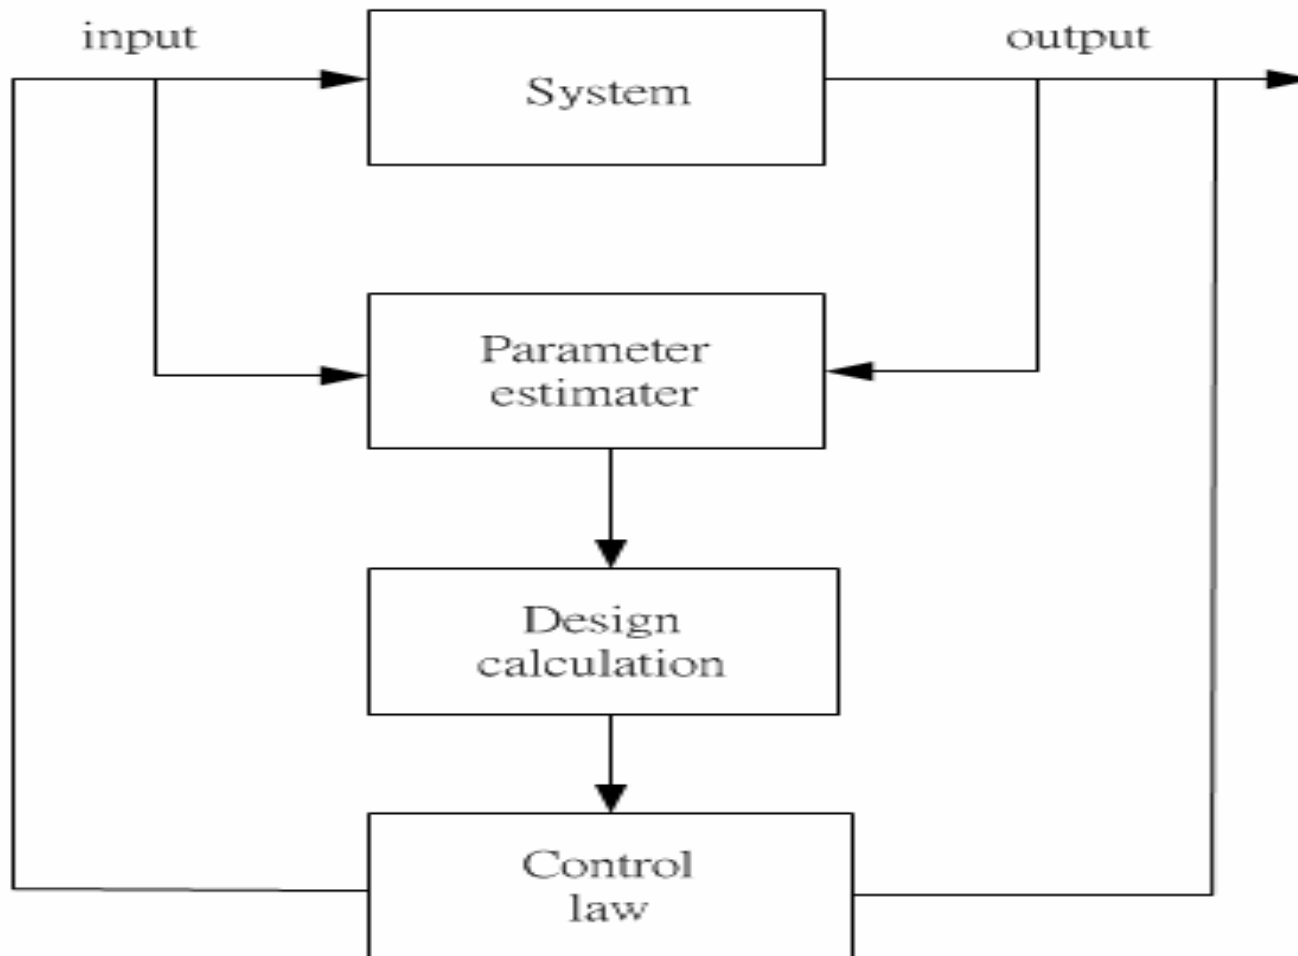 input
output
System
Parameter
estimater
Design
calculation
Control
law